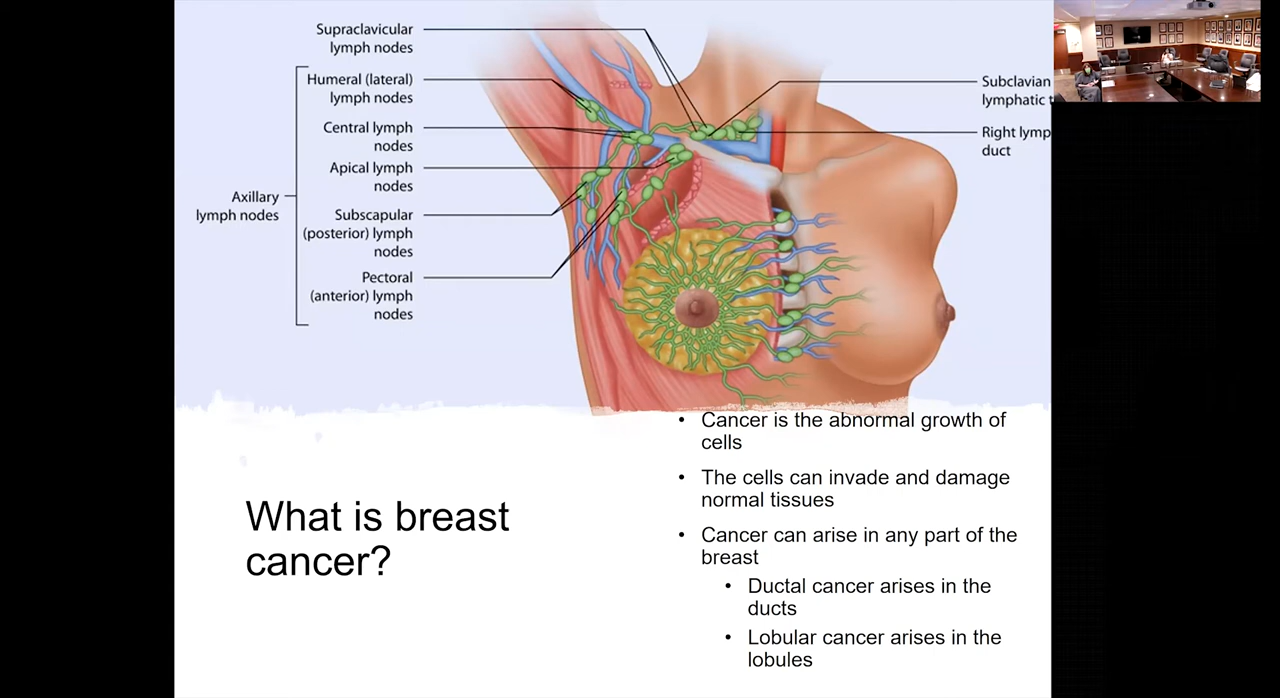 Supraclavicular
lymph nodes
Humeral (lateral)
lymph nodes
Central lymph
nodes
Apical lymph
nodes
Axillary
lymph nodes
Subscapular
(posterior) lymph
nodes
Pectoral
(anterior) lymph
nodes
Subclavian
lymphatic t
Right lymp
duct
What is breast
cancer?
• Cancer is the abnormal growth of
cells
• The cells can invade and damage
normal tissues
• Cancer can arise in any part of the
breast
• Ductal cancer arises in the
ducts
• Lobular cancer arises in the
lobules